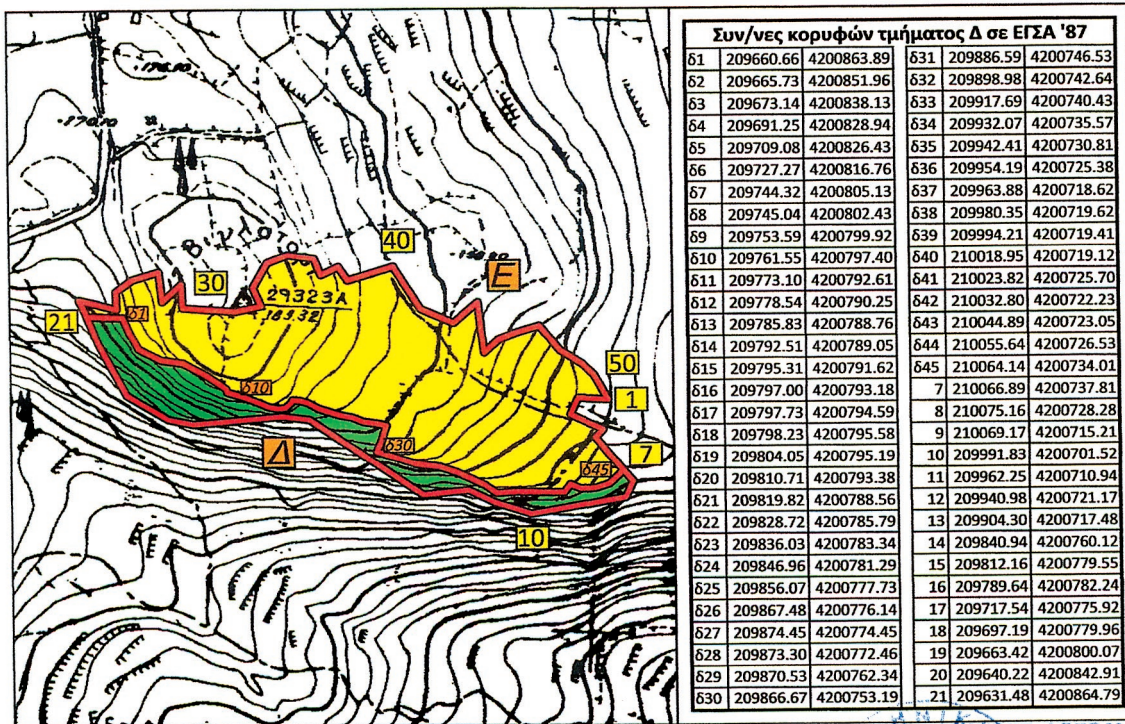 176.90
270.10
Βίγλα
40
158.20
Ε
30
29323Α
183.32
21
δ1
50
δ10
1
δ30
7
Δ
δ45
10
Συν/νες κορυφών τμήματος Δ σε ΕΓΣΑ '87
δ1 209660.66 4200863.89 δ31 209886.59 4200746.53
δ2 209665.73 4200851.96 δ32 209898.98 4200742.64
δ3 209673.14 4200838.13 δ33 209917.69 4200740.43
δ4 209691.25 4200828.94 δ34 209932.07 4200735.57
δ5 209709.08 4200826.43 δ35 209942.41 4200730.81
δ6 209727.27 4200816.76 δ36 209954.19 4200725.38
δ7 209744.32 4200805.13 δ37 209963.88 4200718.62
δ8 209745.04 4200802.43 δ38 209980.35 4200719.62
δ9 209753.59 4200799.92 δ39 209994.21 4200719.41
δ10 209761.55 4200797.40 δ40 210018.95 4200719.12
δ11 209773.10 4200792.61 δ41 210023.82 4200725.70
δ12 209778.54 4200790.25 δ42 210032.80 4200722.23
δ13 209785.83 4200788.76 δ43 210044.89 4200723.05
δ14 209792.51 4200789.05 δ44 210055.64 4200726.53
δ15 209795.31 4200791.62 δ45 210064.14 4200734.01
δ16 209797.00 4200793.18 7 210066.89 4200737.81
δ17 209797.73 4200794.59 8 210075.16 4200728.28
δ18 209798.23 4200795.58 9 210069.17 4200715.21
δ19 209804.05 4200795.19 10 209991.83 4200701.52
δ20 209810.71 4200793.38 11 209962.25 4200710.94
δ21 209819.82 4200788.56 12 209940.98 4200721.17
δ22 209828.72 4200785.79 13 209904.30 4200717.48
δ23 209836.03 4200783.34 14 209840.94 4200760.12
δ24 209846.96 4200781.29 15 209812.16 4200779.55
δ25 209856.07 4200777.73 16 209789.64 4200782.24
δ26 209867.48 4200776.14 17 209717.54 4200775.92
δ27 209874.45 4200774.45 18 209697.19 4200779.96
δ28 209873.30 4200772.46 19 209663.42 4200800.07
δ29 209870.53 4200762.34 20 209640.22 4200842.91
δ30 209866.67 4200753.19 21 209631.48 4200864.79